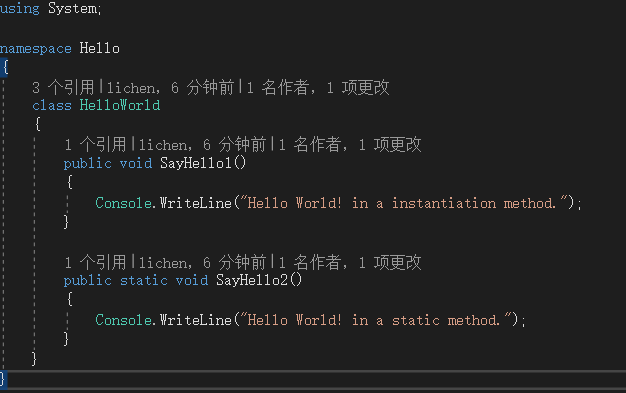 using System;
namespace Hello
{
3 个引用|lichen，6 分钟前|1 名作者，1 项更改
class HelloWorld
{
1 个引用|lichen，6 分钟前|1 名作者，1 项更改
public void SayHello1()
{
Console.WriteLine("Hello World! in a instantiation method.");
}
1 个引用|lichen，6 分钟前|1 名作者，1 项更改
public static void SayHello2()
{
Console.WriteLine("Hello World! in a static method.");
}
}
}